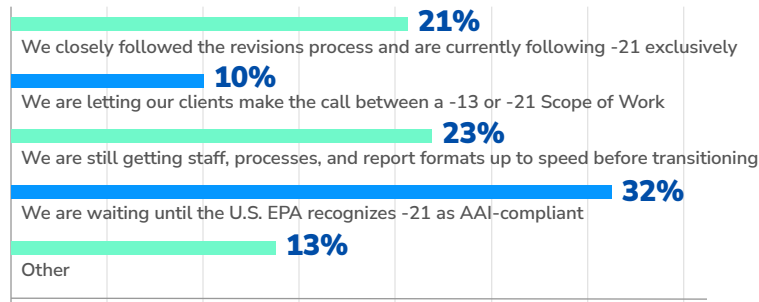 21%
We closely followed the revisions process and are currently following -21 exclusively
10%
We are letting our clients make the call between a -13 or -21 Scope of Work
23%
We are still getting staff, processes, and report formats up to speed before transitioning
32%
We are waiting until the U.S. EPA recognizes -21 as AAI-compliant
13%
Other